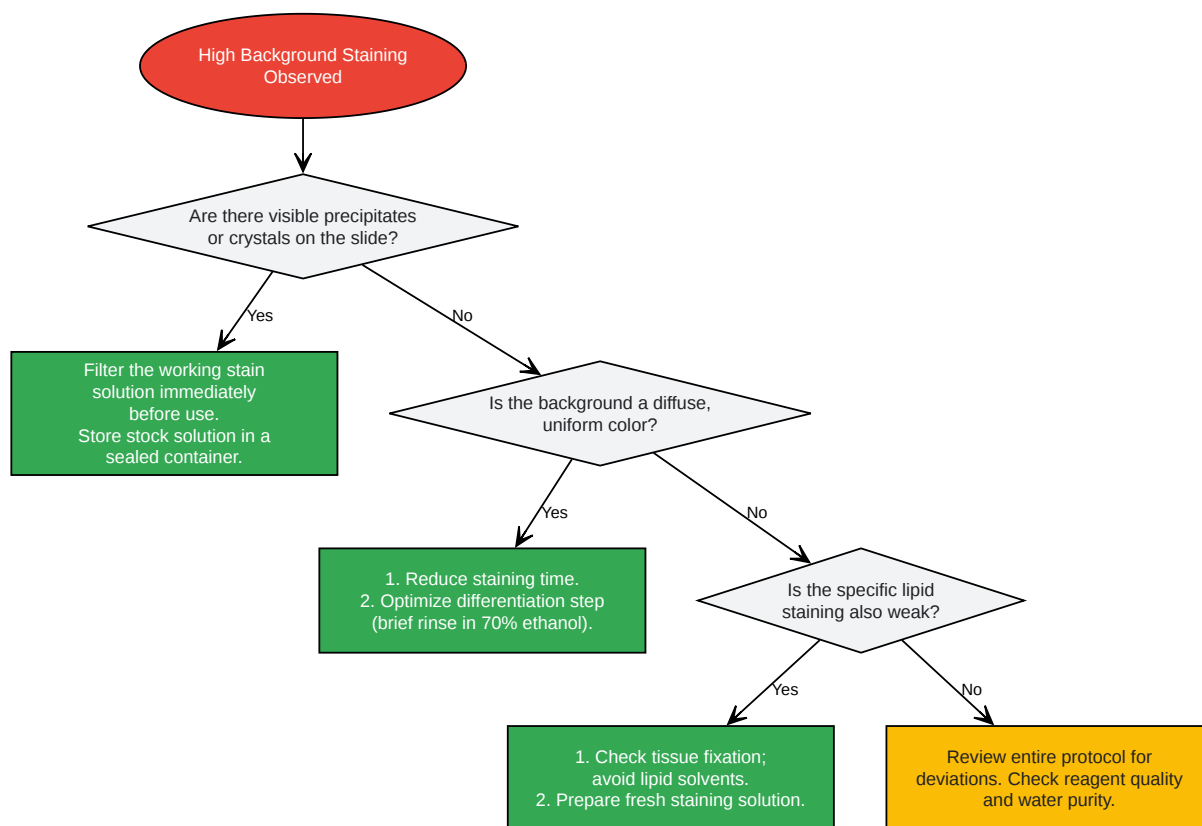 High Background Staining
Observed
Are there visible precipitates
or crystals on the slide?
Yes
No
Filter the working stain
solution immediately
before use.
Store stock solution in a
sealed container.
Is the background a diffuse,
uniform color?
Yes
No
1. Reduce staining time.
2. Optimize differentiation step
(brief rinse in 70% ethanol).
Is the specific lipid
staining also weak?
Yes
No
1. Check tissue fixation;
avoid lipid solvents.
2. Prepare fresh staining solution.
Review entire protocol for
deviations. Check reagent quality
and water purity.